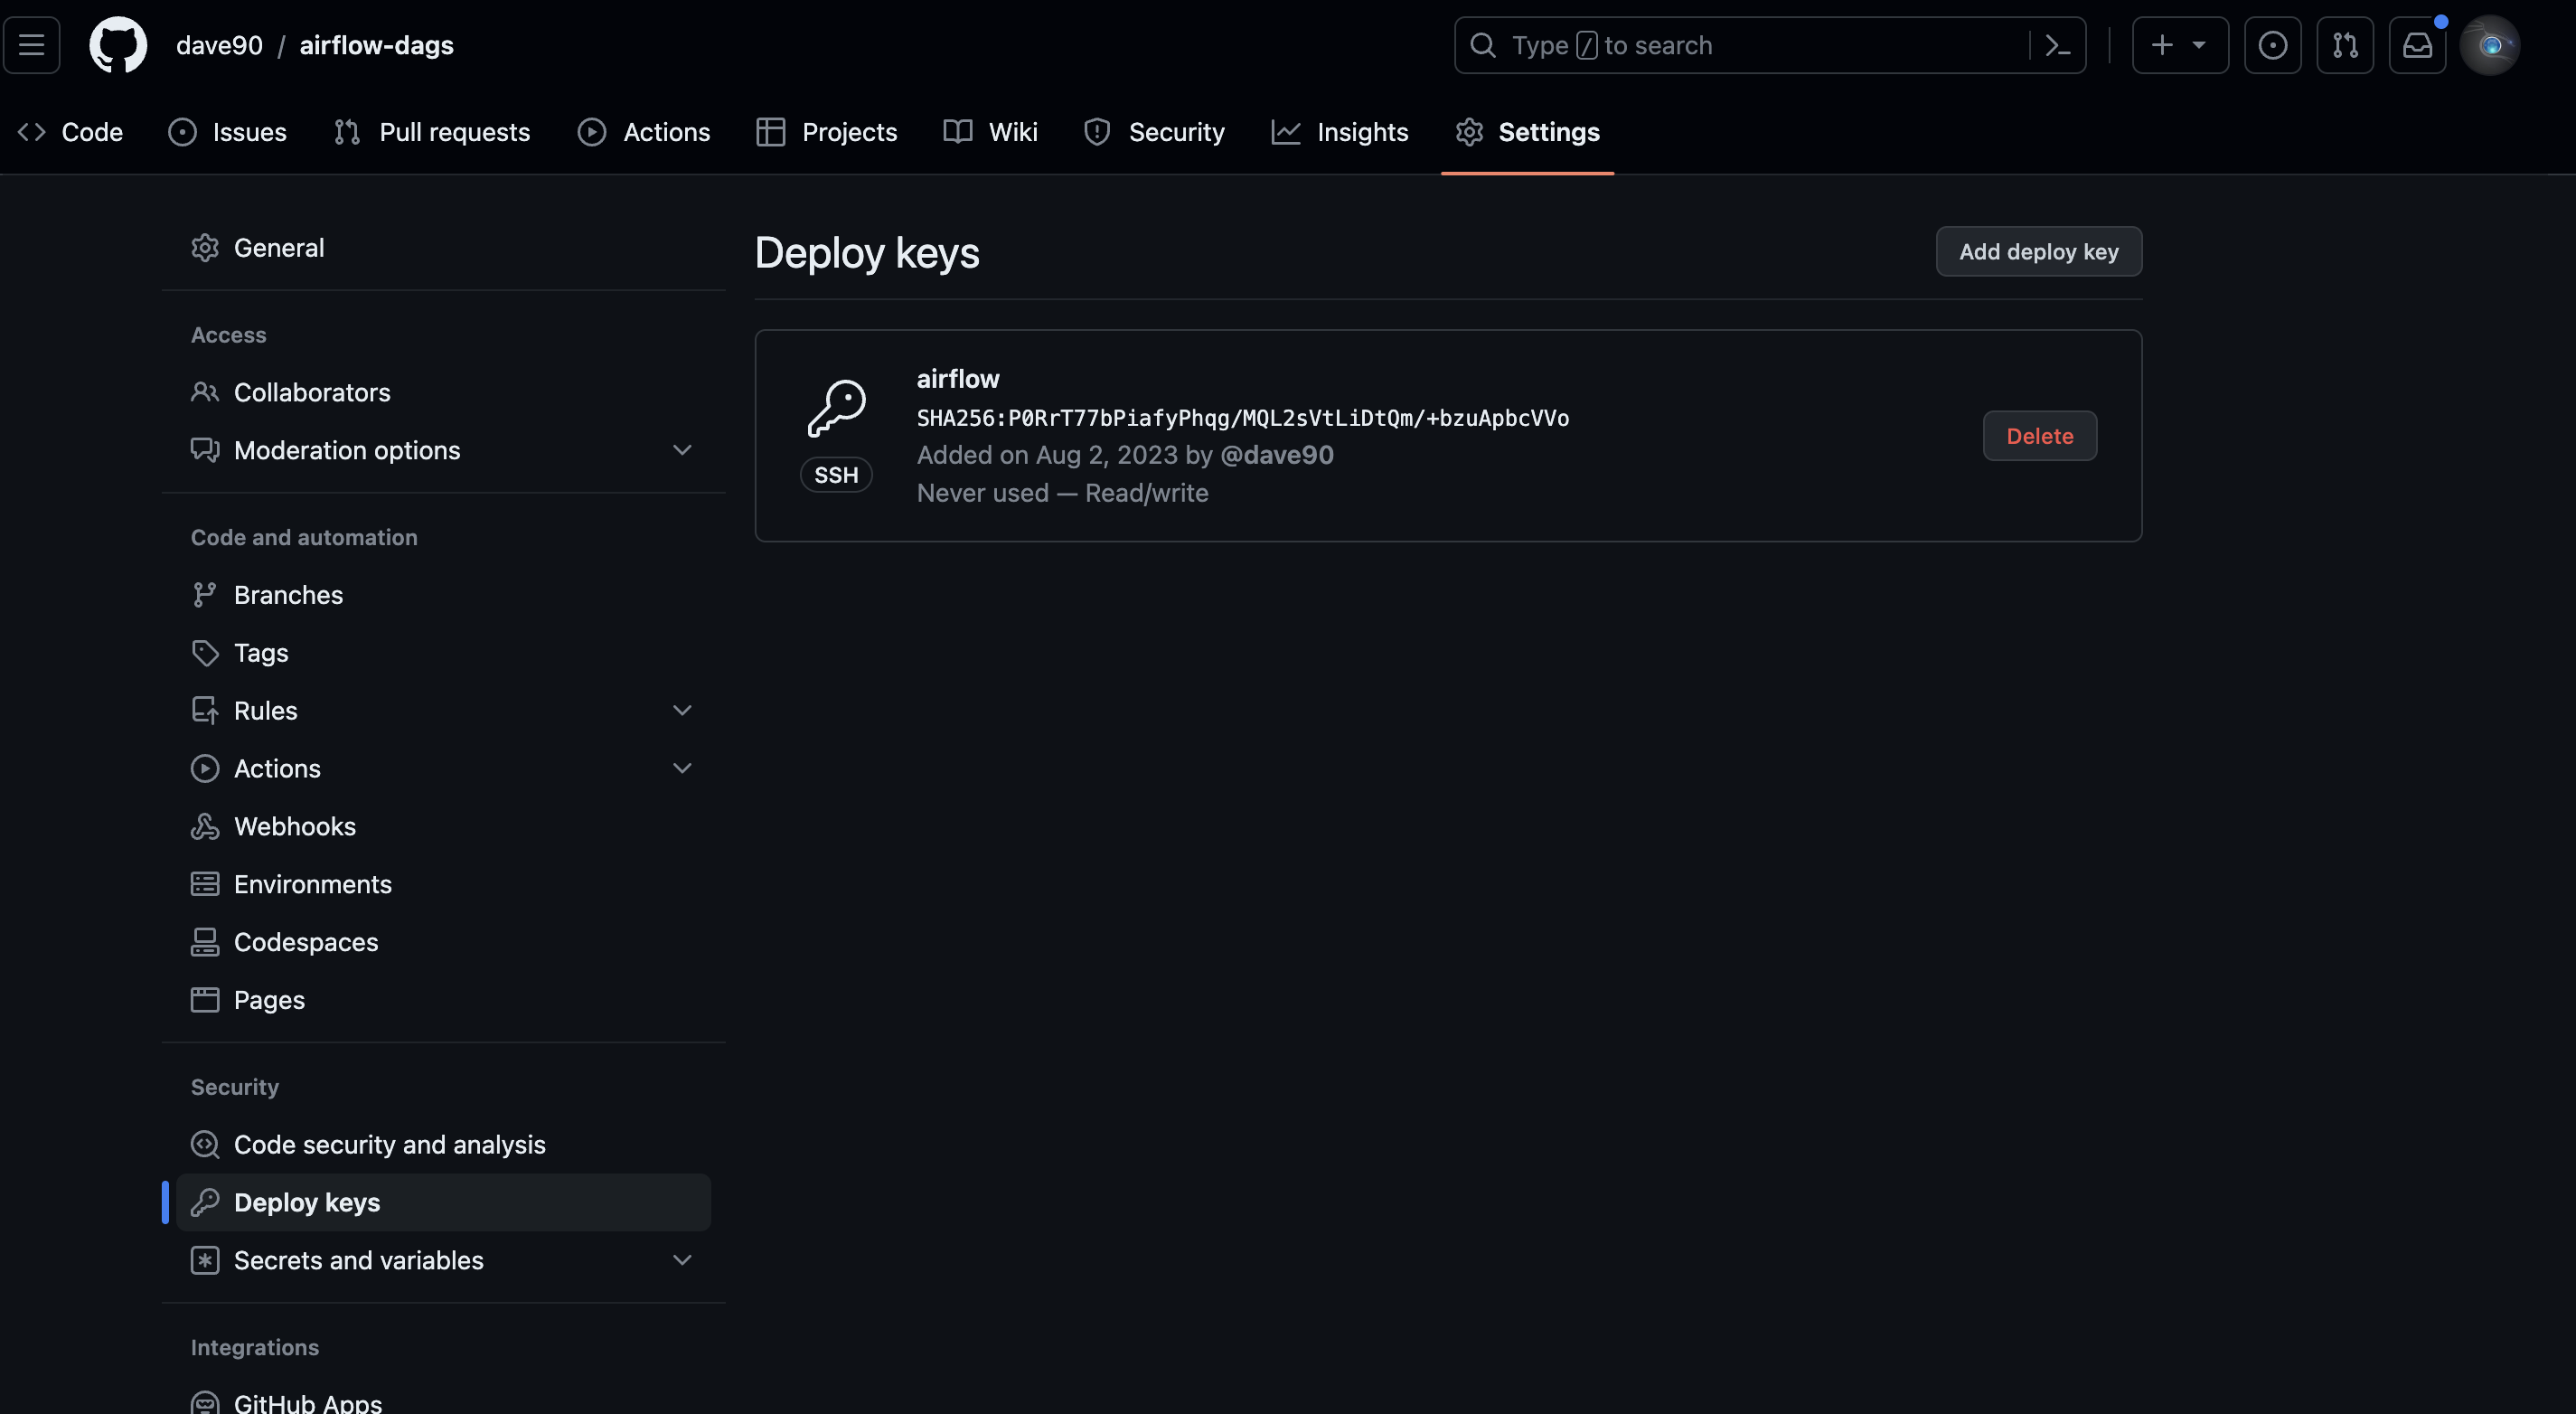 dave90 / airflow-dags
Type / to search
Code
Issues
Pull requests
Actions
Projects
Wiki
Security
Insights
Settings
General
Access
Collaborators
Moderation options
Code and automation
Branches
Tags
Rules
Actions
Webhooks
Environments
Codespaces
Pages
Security
Code security and analysis
Deploy keys
Secrets and variables
Integrations
GitHub Apps
Deploy keys
Add deploy key
airflow
SHA256:P0RrT77bPiafyPhqg/MQL2sVtLiDtQm/+bzuApbcVVo
Added on Aug 2, 2023 by @dave90
Never used — Read/write
SSH
Delete